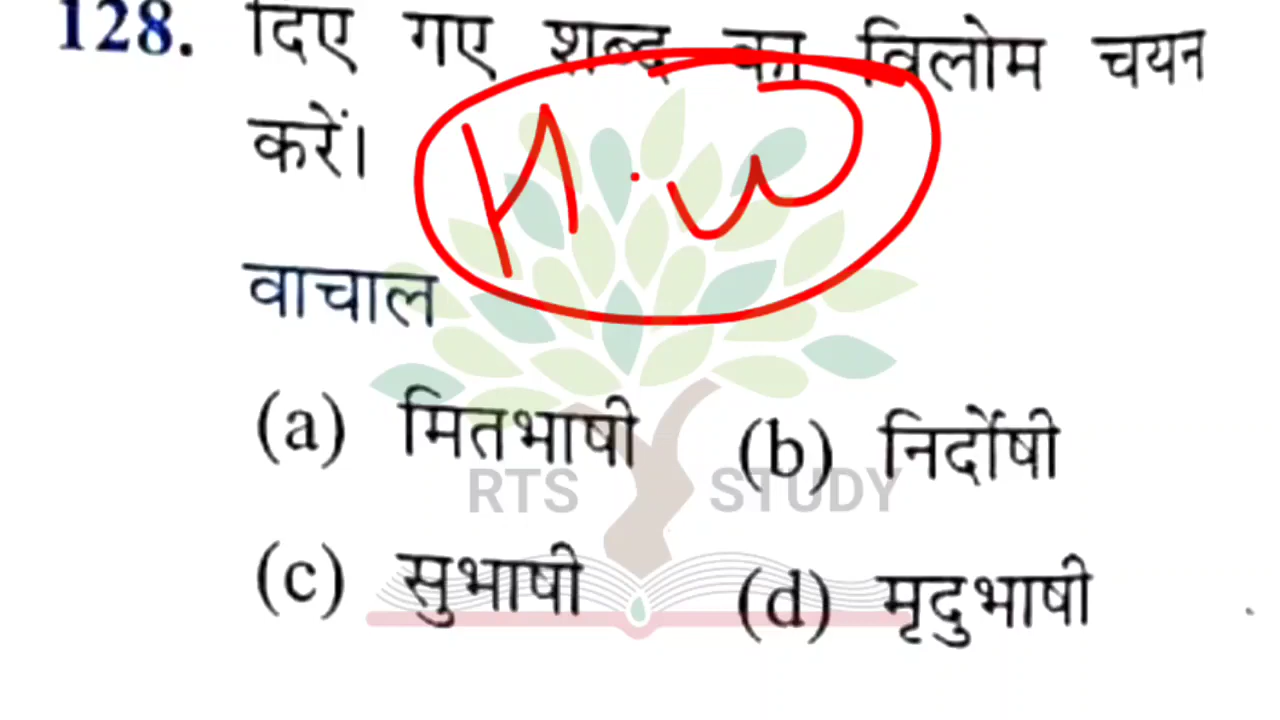 128. दिए गए शब्द का विलोम चयन
करें।
H.W
वाचाल
(a) मितभाषी (b) निर्दोषी
RTS STUDY
(c) सुभाषी (d) मृदुभाषी